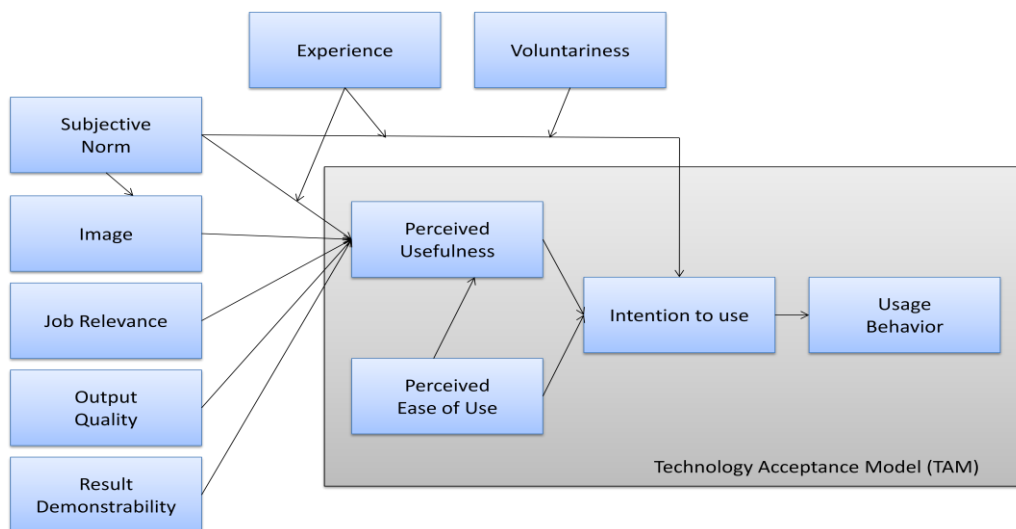 Experience
Voluntariness
Subjective
Norm
Image
Job Relevance
Output
Quality
Result
Demonstrability
Perceived
Usefulness
Perceived
Ease of Use
Intention to use
Usage
Behavior
Technology Acceptance Model (TAM)